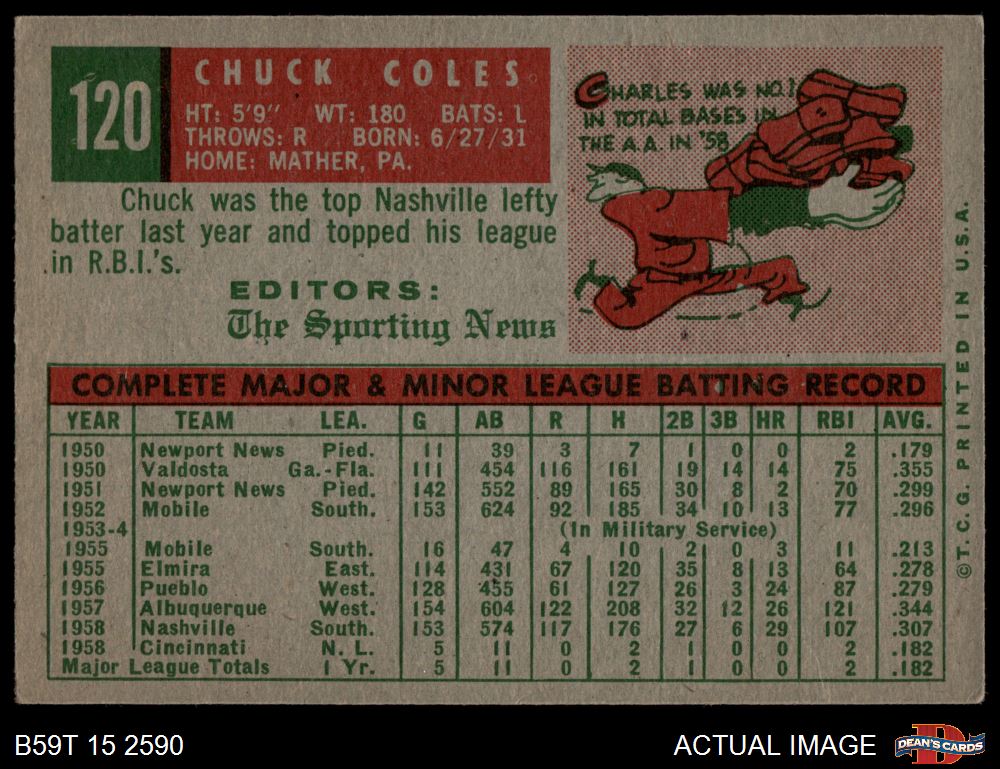 120
CHUCK COLES
HT: 5'9" WT: 180 BATS: L
THROWS: R BORN: 6/27/31
HOME: MATHER, PA.
CHARLES WAS NO.1
IN TOTAL BASES IN
THE A.A. IN '58
Chuck was the top Nashville lefty
batter last year and topped his league
in R.B.I.'s.
EDITORS:
The Sporting News
COMPLETE MAJOR & MINOR LEAGUE BATTING RECORD
YEAR TEAM LEA. G AB R H 2B 3B HR RBI AVG.
1950 Newport News Pied. 11 39 3 7 1 0 0 2 .179
1950 Valdosta Ga.-Fla. 111 454 116 161 19 14 14 75 .355
1951 Newport News Pied. 142 552 89 165 30 8 2 70 .299
1952 Mobile South. 153 624 92 185 34 10 13 77 .296
1953-4 (In Military Service)
1955 Mobile South. 16 47 4 10 2 0 3 11 .213
1955 Elmira East. 114 431 67 120 35 8 13 64 .278
1956 Pueblo West. 128 455 61 127 26 3 24 87 .279
1957 Albuquerque West. 154 604 122 208 32 12 26 121 .344
1958 Nashville South. 153 574 117 176 27 6 29 107 .307
1958 Cincinnati N. L. 5 11 0 2 1 0 0 2 .182
Major League Totals 1 Yr. 5 11 0 2 1 0 0 2 .182
©T.C.G. PRINTED IN U.S.A.
B59T 15 2590
ACTUAL IMAGE
DEAN'S CARDS